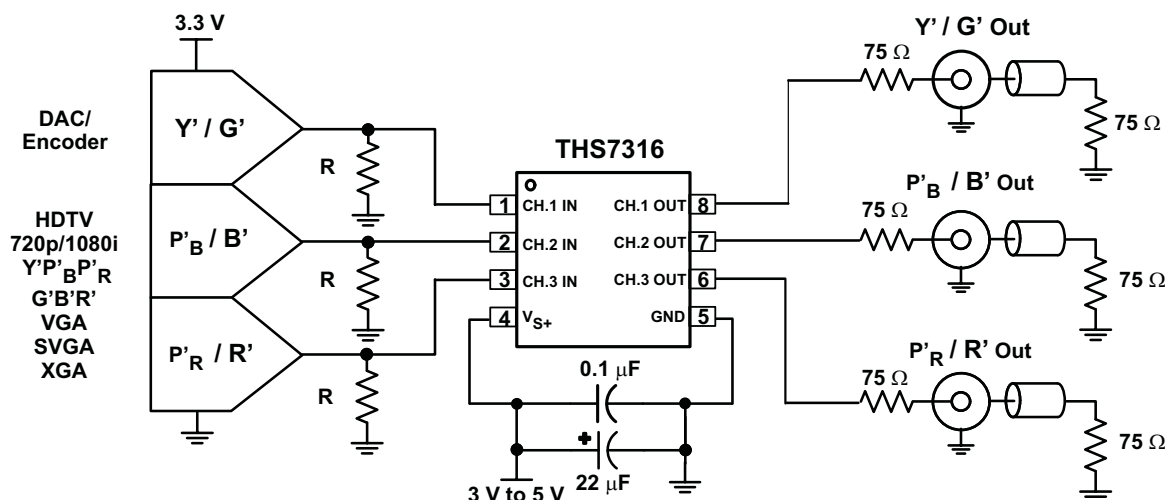 3.3 V
DAC/
Encoder
HDTV
720p/1080i
Y'P'BP'R
G'B'R'
VGA
SVGA
XGA
Y' / G'
P'B / B'
P'R / R'
R
R
R
THS7316
1 CH.1 IN
2 CH.2 IN
3 CH.3 IN
4 VS+
CH.1 OUT 8
CH.2 OUT 7
CH.3 OUT 6
GND 5
0.1 μF
+
22 μF
3 V to 5 V
Y' / G' Out
75 Ω
75 Ω
P'B / B' Out
75 Ω
75 Ω
P'R / R' Out
75 Ω
75 Ω